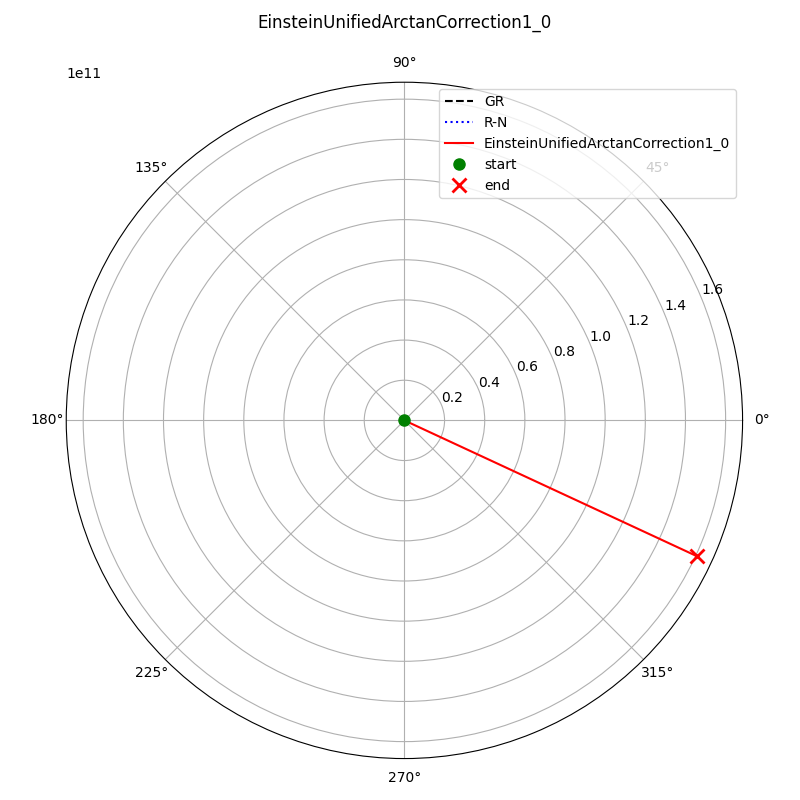 EinsteinUnifiedArctanCorrection1_0
1e11
90°
GR
R-N
EinsteinUnifiedArctanCorrection1_0
start
end
135°
45°
1.6
1.4
1.2
1.0
0.8
0.6
0.4
0.2
180°
0°
225°
315°
270°